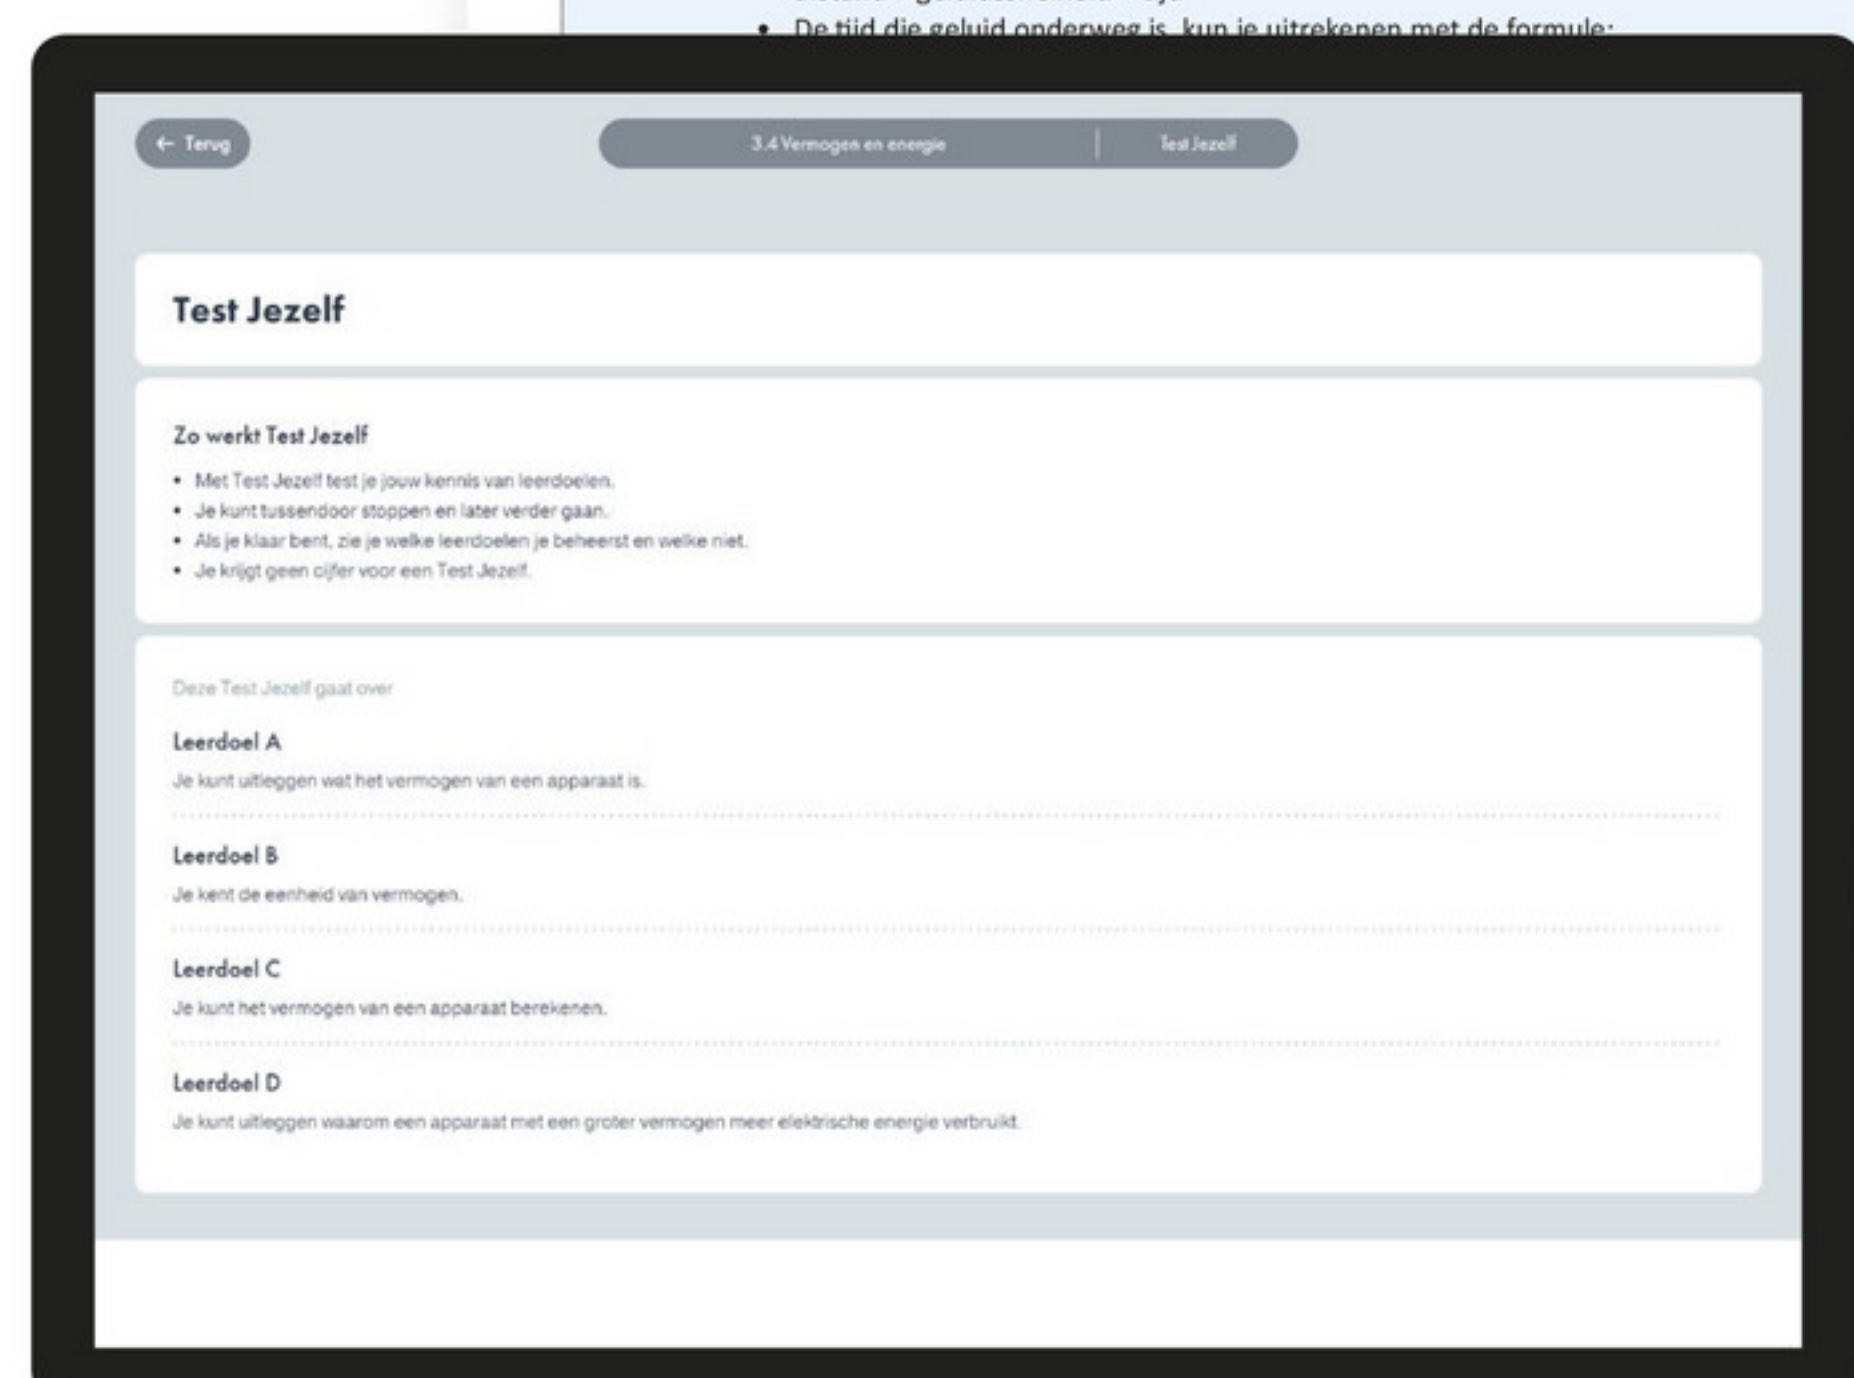 De tijd die geluid onderweg is, kun je uitrekenen met de formule:
← Terug
3.4 Vermogen en energie
Test Jezelf
Test Jezelf
Zo werkt Test Jezelf
• Met Test Jezelf test je jouw kennis van leerdoelen.
• Je kunt tussendoor stoppen en later verder gaan.
• Als je klaar bent, zie je welke leerdoelen je beheerst en welke niet.
• Je krijgt geen cijfer voor een Test Jezelf.
Deze Test Jezelf gaat over
Leerdoel A
Je kunt uitleggen wat het vermogen van een apparaat is.
Leerdoel B
Je kent de eenheid van vermogen.
Leerdoel C
Je kunt het vermogen van een apparaat berekenen.
Leerdoel D
Je kunt uitleggen waarom een apparaat met een groter vermogen meer elektrische energie verbruikt.